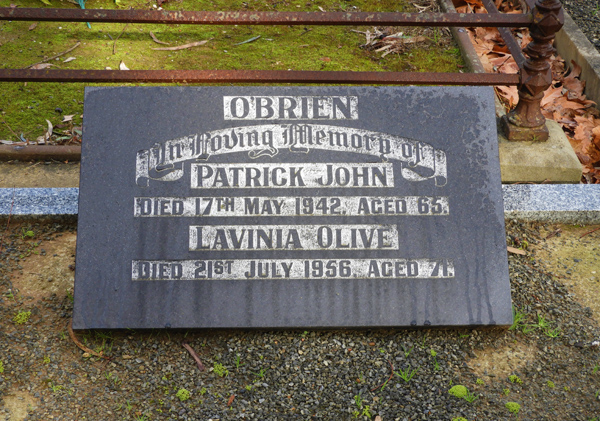 O'BRIEN
In Loving Memory of
PATRICK JOHN
DIED 17TH MAY 1942. AGED 65.
LAVINIA OLIVE
DIED 21ST JULY 1956. AGED 71.